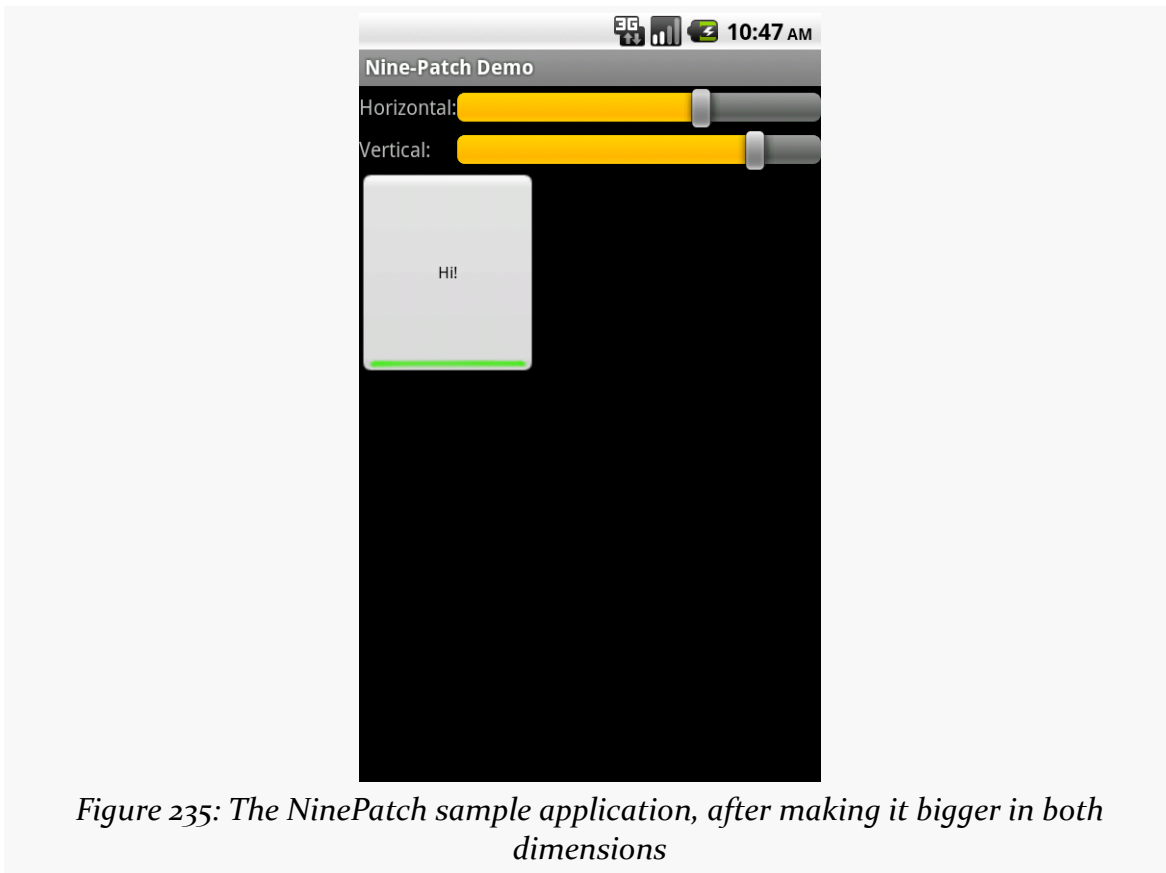 3G 10:47 AM
Nine-Patch Demo
Horizontal:
Vertical:
Hi!
Figure 235: The NinePatch sample application, after making it bigger in both
dimensions